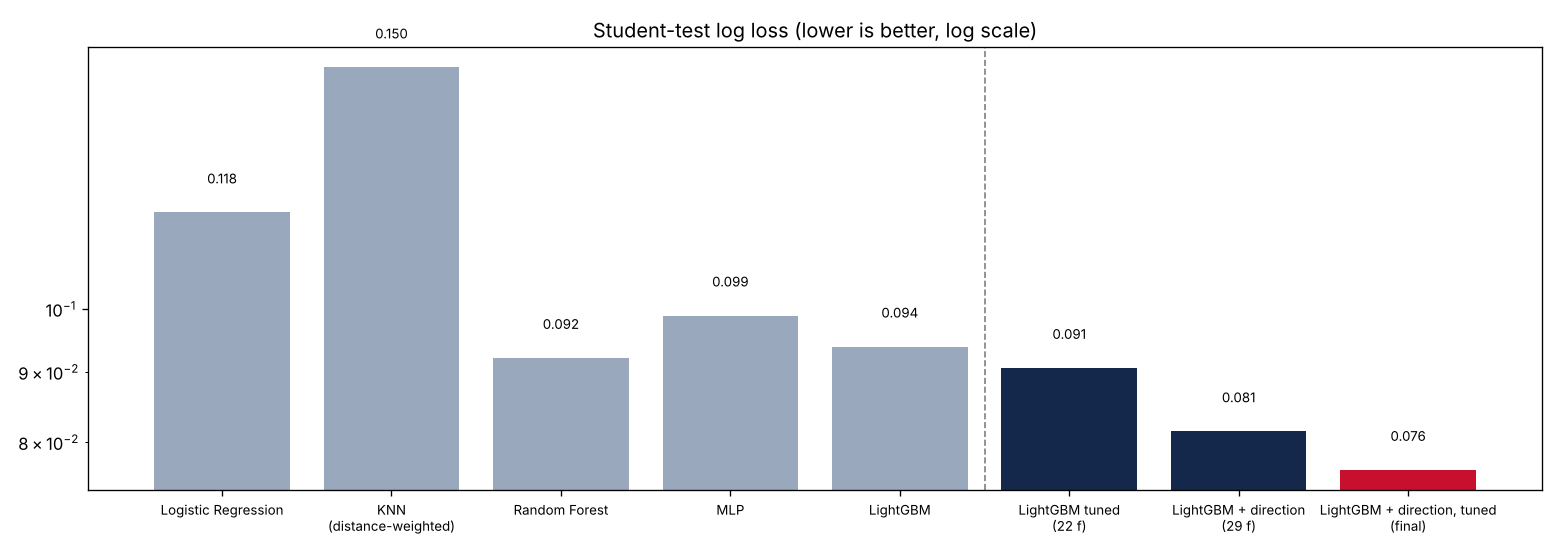 Student-test log loss (lower is better, log scale)
0.150
0.118
0.092
0.099
0.094
0.091
0.081
0.076
10⁻¹
9 × 10⁻²
8 × 10⁻²
Logistic Regression
KNN
(distance-weighted)
Random Forest
MLP
LightGBM
LightGBM tuned
(22 f)
LightGBM + direction
(29 f)
LightGBM + direction, tuned
(final)